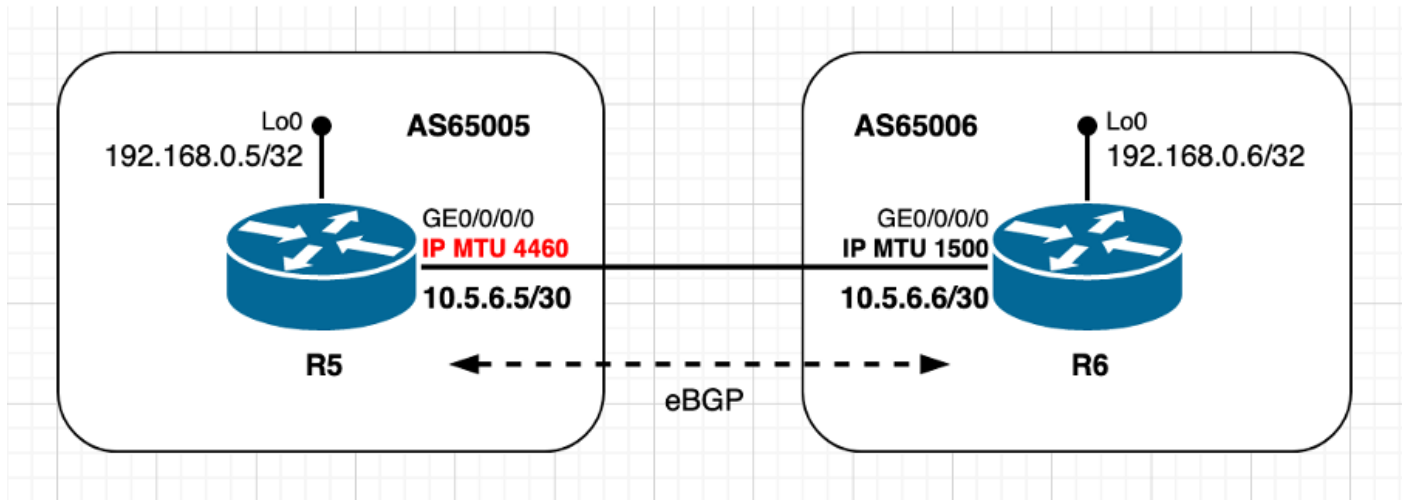 Lo0
192.168.0.5/32
AS65005
GE0/0/0/0
IP MTU 4460
10.5.6.5/30
R5
AS65006
Lo0
192.168.0.6/32
GE0/0/0/0
IP MTU 1500
10.5.6.6/30
R6
eBGP